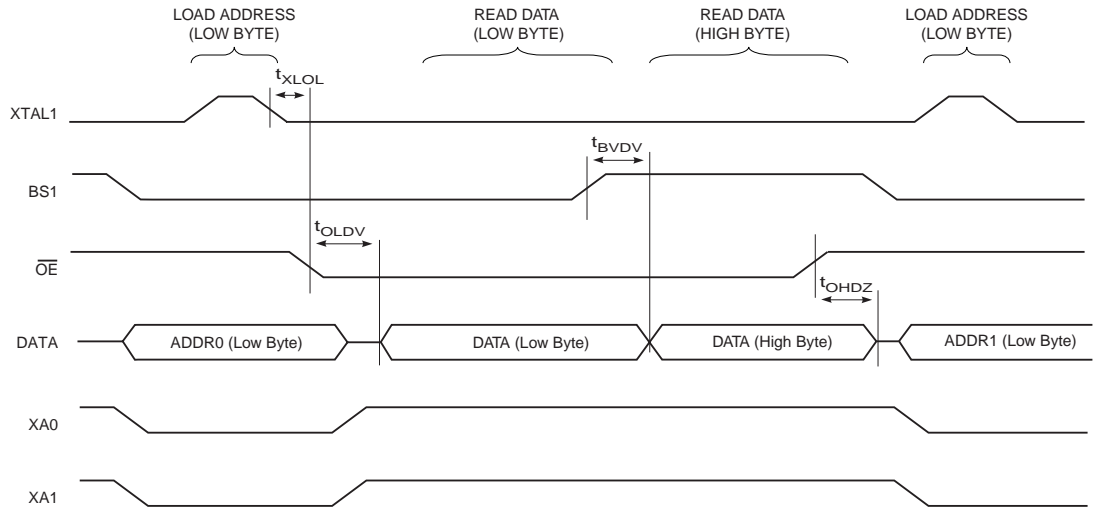 LOAD ADDRESS
(LOW BYTE)
READ DATA
(LOW BYTE)
READ DATA
(HIGH BYTE)
LOAD ADDRESS
(LOW BYTE)
tXLOL
XTAL1
tBVDV
BS1
tOLDV
OE
tOHDZ
DATA
ADDR0 (Low Byte)
DATA (Low Byte)
DATA (High Byte)
ADDR1 (Low Byte)
XA0
XA1